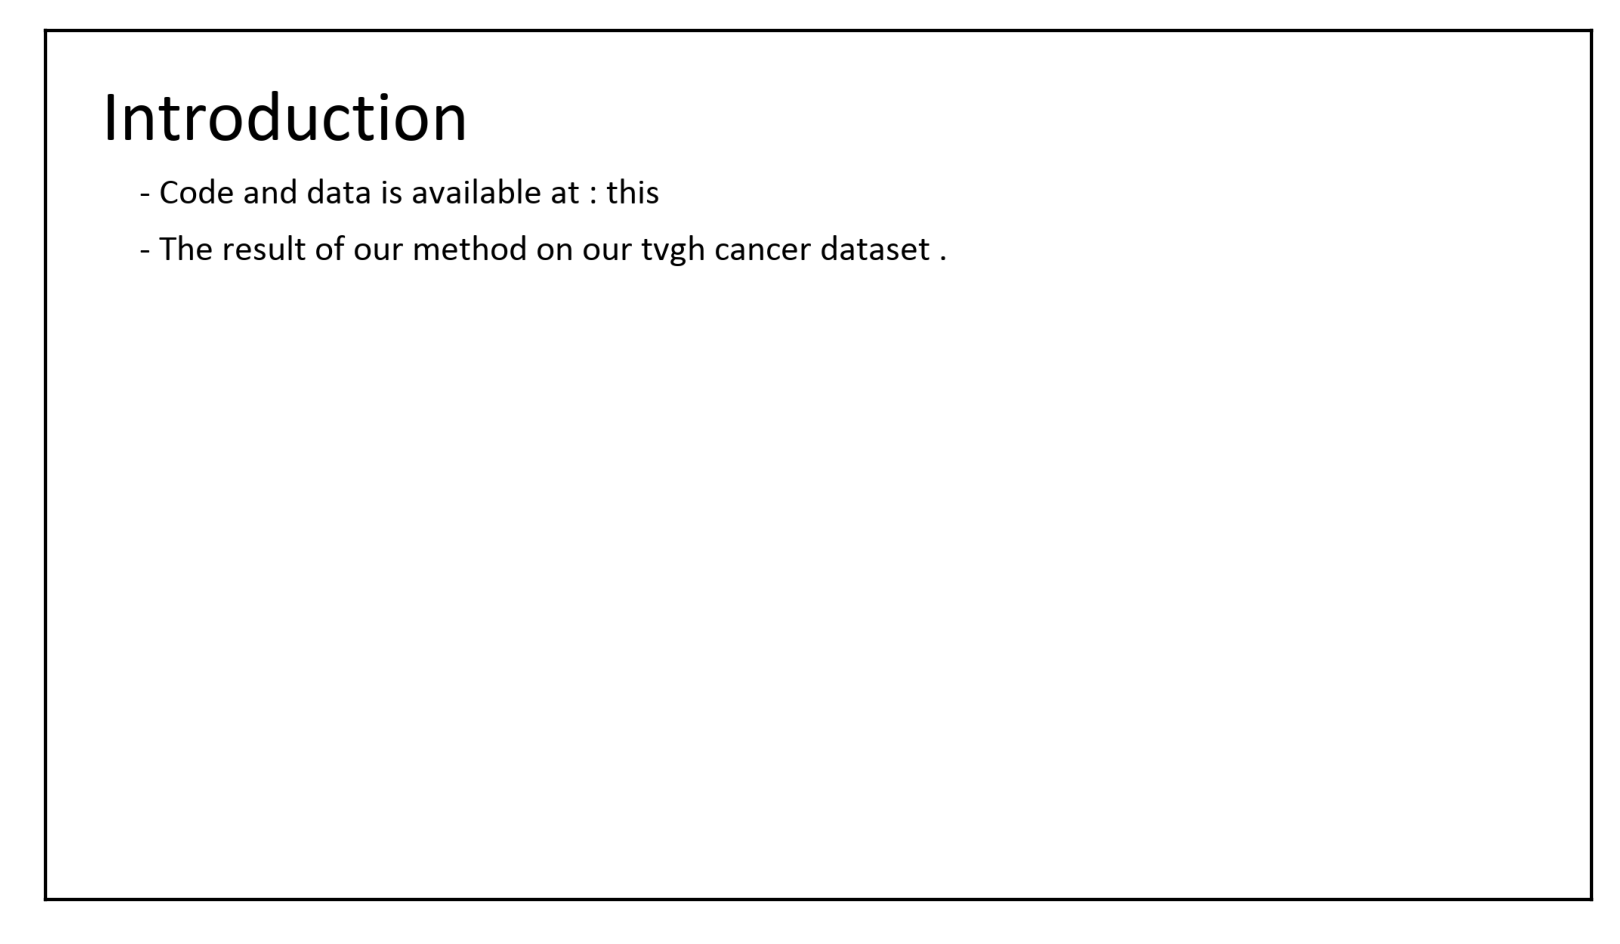 Introduction
- Code and data is available at : this
- The result of our method on our tvgh cancer dataset .